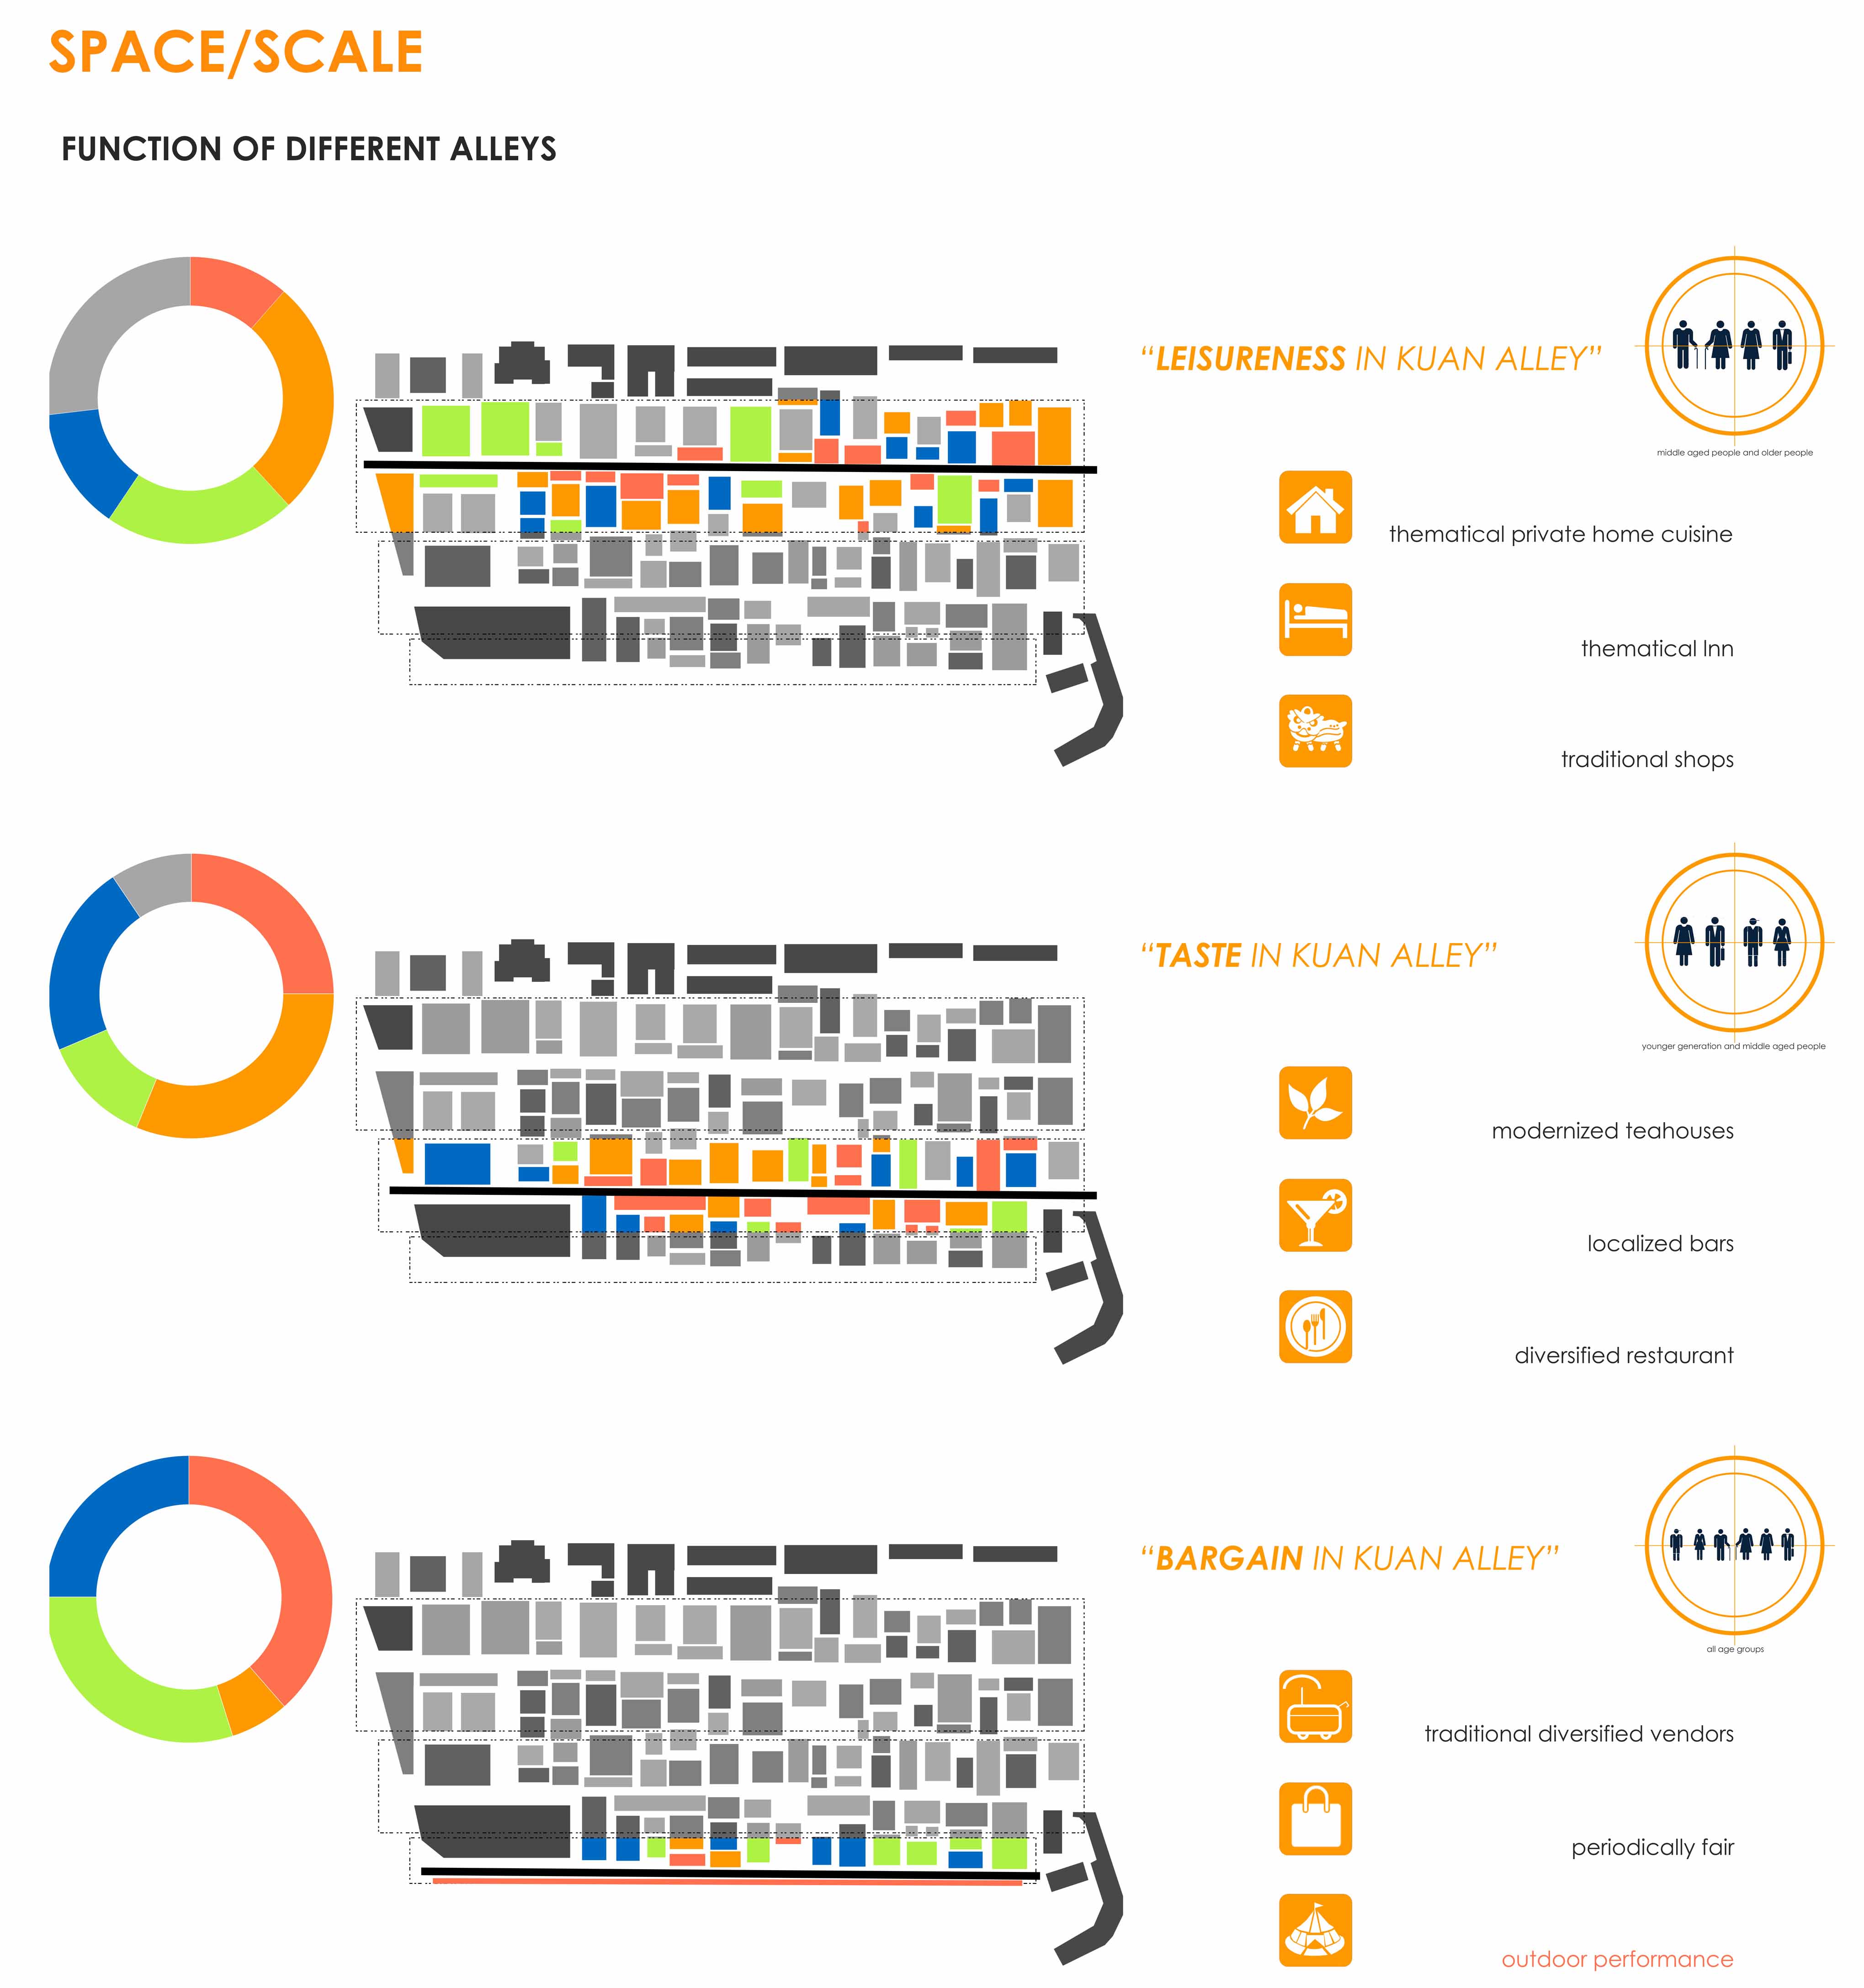 SPACE/SCALE
FUNCTION OF DIFFERENT ALLEYS
“LEISURENESS IN KUAN ALLEY”
middle aged people and older people
thematical private home cuisine
thematical Inn
traditional shops
“TASTE IN KUAN ALLEY”
younger generation and middle aged people
modernized teahouses
localized bars
diversified restaurant
“BARGAIN IN KUAN ALLEY”
all age groups
traditional diversified vendors
periodically fair
outdoor performance